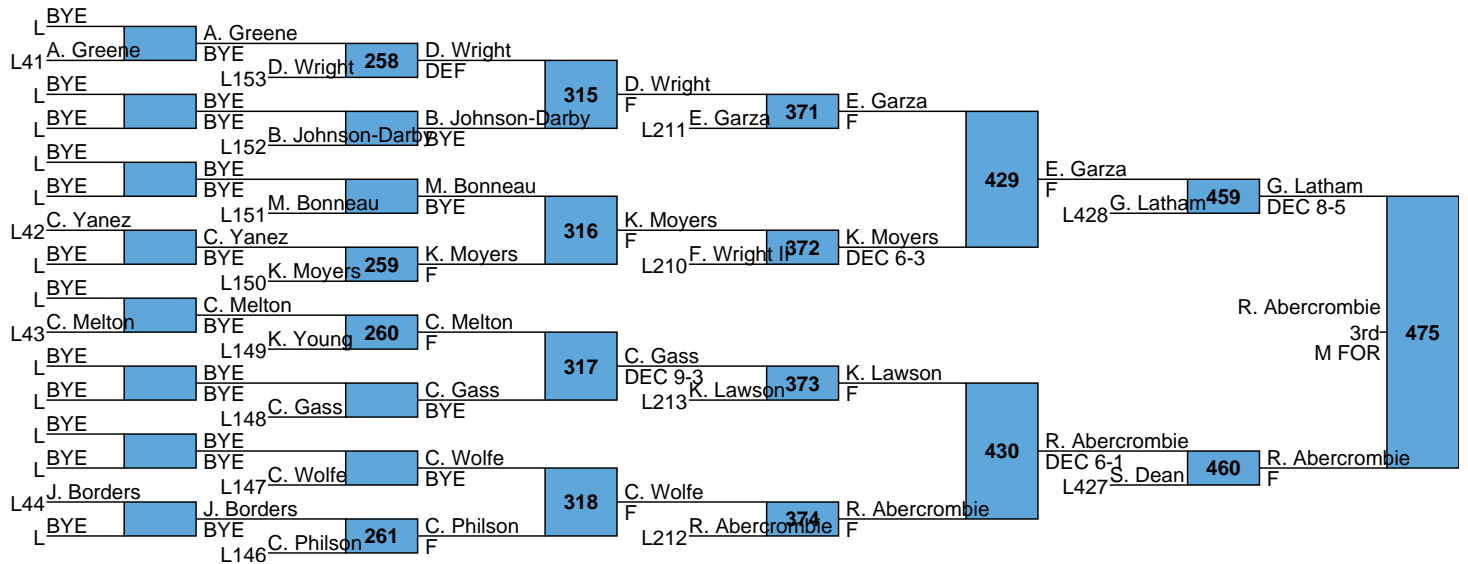 BYE
L
A. Greene
L41
A. Greene
BYE
D. Wright
L153
258
D. Wright
DEF
BYE
L
BYE
L
BYE
BYE
B. Johnson-Darby
L152
B. Johnson-Darby
BYE
315
D. Wright
F
E. Garza
L211
371
E. Garza
F
BYE
L
BYE
L
BYE
BYE
M. Bonneau
L151
M. Bonneau
BYE
C. Yanez
L42
BYE
L
C. Yanez
BYE
K. Moyers
L150
259
K. Moyers
F
316
K. Moyers
F
F. Wright II
L210
372
K. Moyers
DEC 6-3
429
E. Garza
F
G. Latham
L428
459
G. Latham
DEC 8-5
BYE
L
C. Melton
L43
C. Melton
BYE
K. Young
L149
260
C. Melton
F
BYE
L
BYE
L
BYE
BYE
C. Gass
L148
C. Gass
BYE
317
C. Gass
DEC 9-3
K. Lawson
L213
373
K. Lawson
F
BYE
L
BYE
L
BYE
BYE
C. Wolfe
L147
C. Wolfe
BYE
J. Borders
L44
BYE
L
J. Borders
BYE
C. Philson
L146
261
C. Philson
F
318
C. Wolfe
F
R. Abercrombie
L212
374
R. Abercrombie
F
430
R. Abercrombie
DEC 6-1
S. Dean
L427
460
R. Abercrombie
F
475
R. Abercrombie
3rd
M FOR